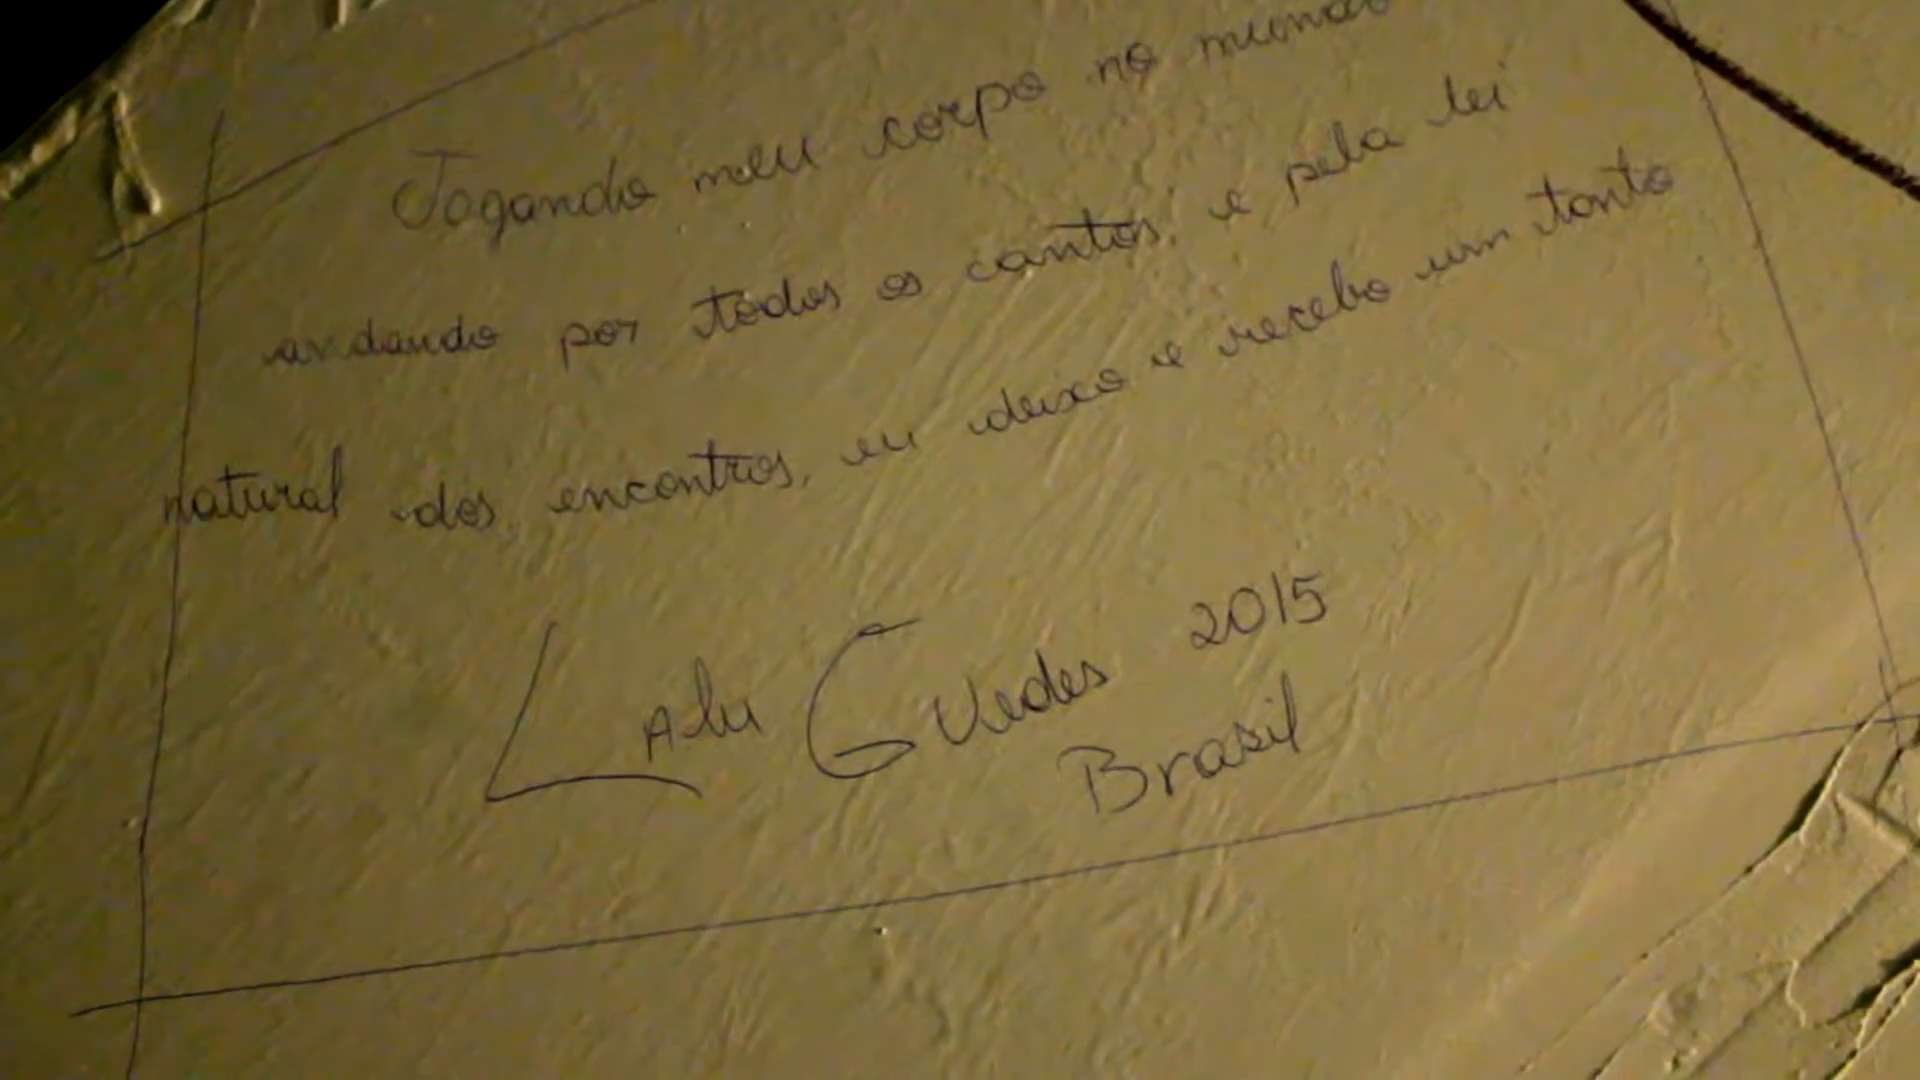 Jogando meu corpo no mundo
andando por todos os cantos, e pela lei
natural dos encontros, eu deixo e recebo um tanto
Lalu Guedes 2015
Brasil